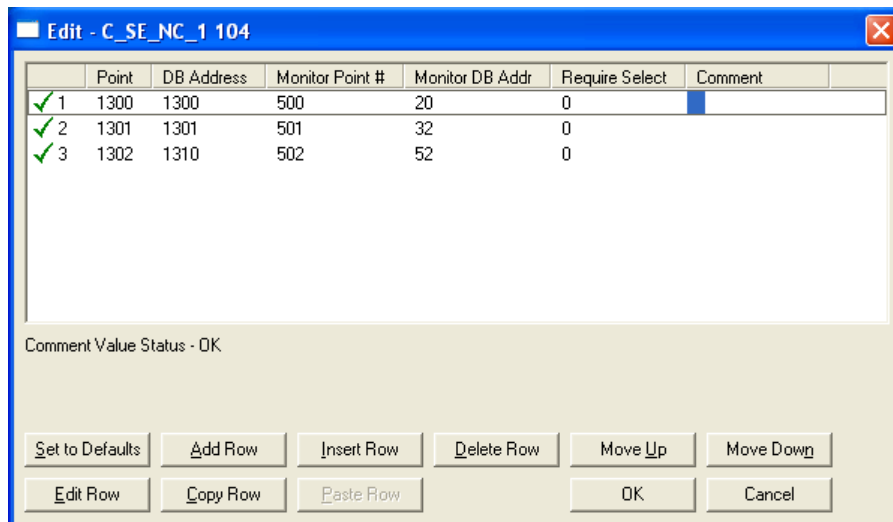 Edit - C_SE_NC_1 104
Point DB Address Monitor Point # Monitor DB Addr Require Select Comment
1 1300 1300 500 20 0
2 1301 1301 501 32 0
3 1302 1310 502 52 0
Comment Value Status - OK
Set to Defaults Add Row Insert Row Delete Row Move Up Move Down
Edit Row Copy Row Paste Row OK Cancel